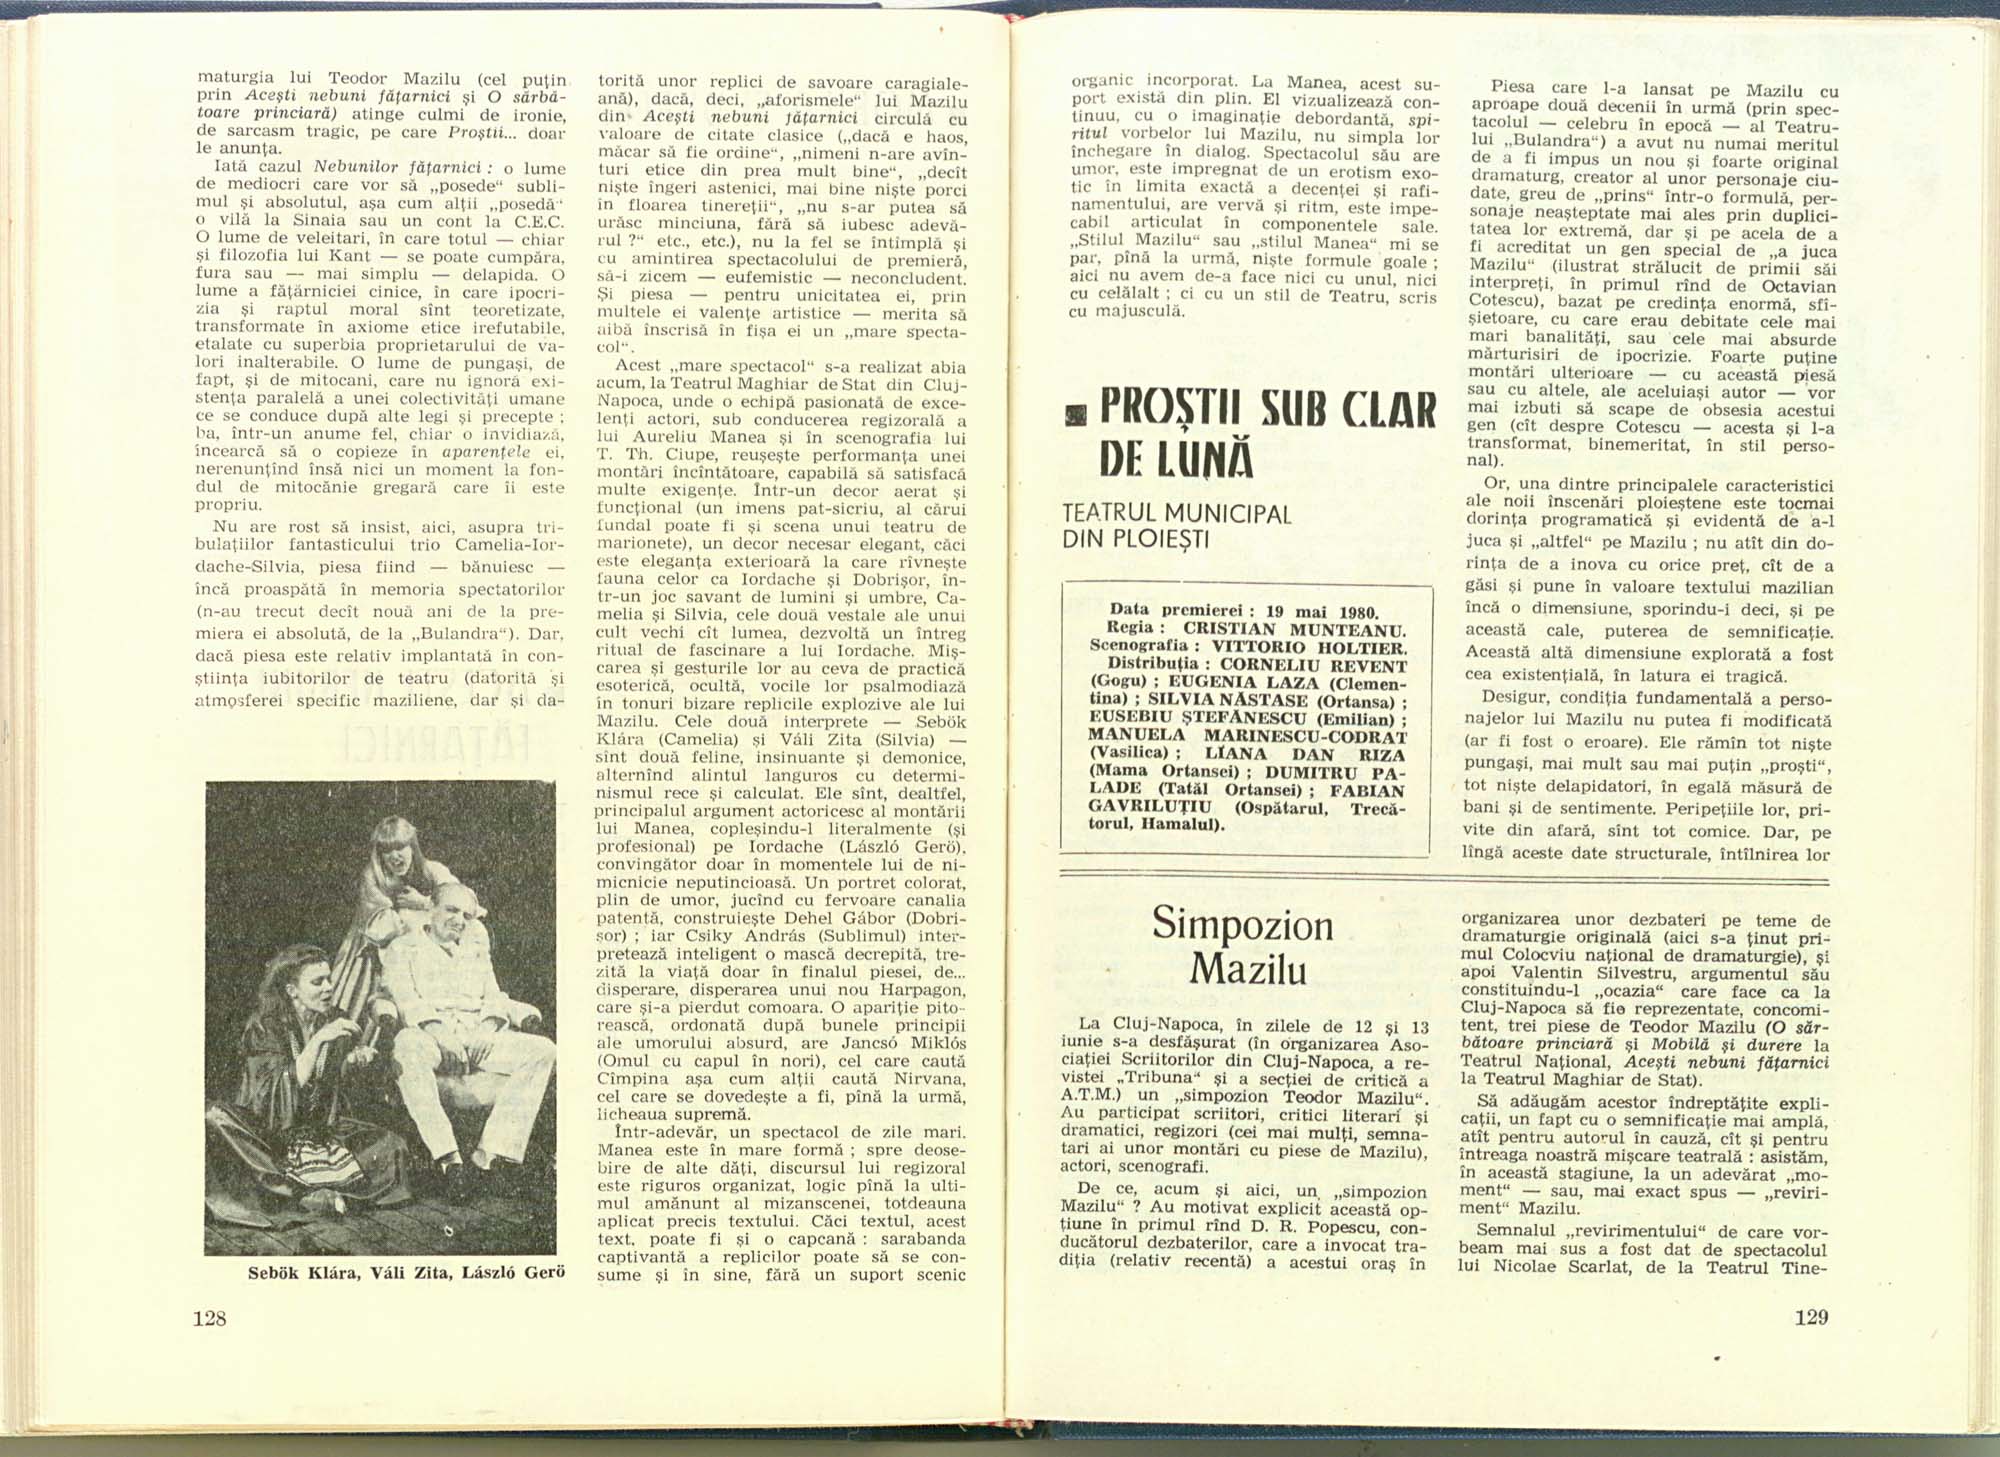 maturgia lui Teodor Mazilu (cel puțin
prin Acești nebuni fățarnici și O sărbă-
toare princiară) atinge culmi de ironie,
de sarcasm tragic, pe care Proștii... doar
le anunța.
Iată cazul Nebunilor fățarnici : o lume
de mediocri care vor să „posede“ subli-
mul și absolutul, așa cum alții „posedă“
o vilă la Sinaia sau un cont la C.E.C.
O lume de veleitari, în care totul — chiar
și filozofia lui Kant — se poate cumpăra,
fura sau — mai simplu — delapida. O
lume a fățărniciei cinice, în care ipocri-
zia și raptul moral sînt teoretizate,
transformate în axiome etice irefutabile,
etalate cu superbia proprietarului de va-
lori inalterabile. O lume de pungași, de
fapt, și de mitocani, care nu ignoră exi-
stența paralelă a unei colectivități umane
ce se conduce după alte legi și precepte ;
ba, într-un anume fel, chiar o invidiază,
încearcă să o copieze în aparențele ei,
nerenunțînd însă nici un moment la fon-
dul de mitocănie gregară care îi este
propriu.
Nu are rost să insist, aici, asupra tri-
bulațiilor fantasticului trio Camelia-Ior-
dache-Silvia, piesa fiind — bănuiesc —
încă proaspătă în memoria spectatorilor
(n-au trecut decît nouă ani de la pre-
miera ei absolută, de la „Bulandra“). Dar,
dacă piesa este relativ implantată în con-
știința iubitorilor de teatru (datorită și
atmosferei specific maziliene, dar și da-
Sebök Klára, Váli Zita, László Gerö
128
torită unor replici de savoare caragiale-
ană), dacă, deci, „aforismele“ lui Mazilu
din Acești nebuni fățarnici circulă cu
valoare de citate clasice („dacă e haos,
măcar să fie ordine“, „nimeni n-are avîn-
turi etice din prea mult bine“, „decît
niște îngeri astenici, mai bine niște porci
în floarea tinereții“, „nu s-ar putea să
urăsc minciuna, fără să iubesc adevă-
rul ?“ etc., etc.), nu la fel se întîmplă și
cu amintirea spectacolului de premieră,
să-i zicem — eufemistic — neconcludent.
Și piesa — pentru unicitatea ei, prin
multele ei valențe artistice — merita să
aibă înscrisă în fișa ei un „mare specta-
col“.
Acest „mare spectacol“ s-a realizat abia
acum, la Teatrul Maghiar de Stat din Cluj-
Napoca, unde o echipă pasionată de exce-
lenți actori, sub conducerea regizorală a
lui Aureliu Manea și în scenografia lui
T. Th. Ciupe, reușește performanța unei
montări încîntătoare, capabilă să satisfacă
multe exigențe. Într-un decor aerat și
funcțional (un imens pat-sicriu, al cărui
fundal poate fi și scena unui teatru de
marionete), un decor necesar elegant, căci
este eleganța exterioară la care rîvnește
fauna celor ca Iordache și Dobrișor, în-
tr-un joc savant de lumini și umbre, Ca-
melia și Silvia, cele două vestale ale unui
cult vechi cît lumea, dezvoltă un întreg
ritual de fascinare a lui Iordache. Miș-
carea și gesturile lor au ceva de practică
esoterică, ocultă, vocile lor psalmodiază
în tonuri bizare replicile explozive ale lui
Mazilu. Cele două interprete — Sebök
Klára (Camelia) și Váli Zita (Silvia) —
sînt două feline, insinuante și demonice,
alternînd alintul languros cu determi-
nismul rece și calculat. Ele sînt, dealtfel,
principalul argument actoricesc al montării
lui Manea, copleșindu-l literalmente (și
profesional) pe Iordache (László Gerö),
convingător doar în momentele lui de ni-
micnicie neputincioasă. Un portret colorat,
plin de umor, jucînd cu fervoare canalia
patentă, construiește Dehel Gábor (Dobri-
șor) ; iar Csiky András (Sublimul) inter-
pretează inteligent o mască decrepită, tre-
zită la viață doar în finalul piesei, de...
disperare, disperarea unui nou Harpagon,
care și-a pierdut comoara. O apariție pito-
rească, ordonată după bunele principii
ale umorului absurd, are Jancsó Miklós
(Omul cu capul în nori), cel care caută
Cîmpina așa cum alții caută Nirvana,
cel care se dovedește a fi, pînă la urmă,
licheaua supremă.
Într-adevăr, un spectacol de zile mari.
Manea este în mare formă ; spre deose-
bire de alte dăți, discursul lui regizoral
este riguros organizat, logic pînă la ulti-
mul amănunt al mizanscenei, totdeauna
aplicat precis textului. Căci textul, acest
text, poate fi și o capcană : sarabanda
captivantă a replicilor poate să se con-
sume și în sine, fără un suport scenic
organic incorporat. La Manea, acest su-
port există din plin. El vizualizează con-
tinuu, cu o imaginație debordantă, spi-
ritul vorbelor lui Mazilu, nu simpla lor
închegare în dialog. Spectacolul său are
umor, este impregnat de un erotism exo-
tic în limita exactă a decenței și rafi-
namentului, are vervă și ritm, este impe-
cabil articulat în componentele sale.
„Stilul Mazilu“ sau „stilul Manea“ mi se
par, pînă la urmă, niște formule goale ;
aici nu avem de-a face nici cu unul, nici
cu celălalt ; ci cu un stil de Teatru, scris
cu majusculă.
■ PROȘTII SUB CLAR
DE LUNĂ
TEATRUL MUNICIPAL
DIN PLOIEȘTI
Data premierei : 19 mai 1980.
Regia : CRISTIAN MUNTEANU.
Scenografia : VITTORIO HOLTIER.
Distribuția : CORNELIU REVENT
(Gogu) ; EUGENIA LAZA (Clemen-
tina) ; SILVIA NĂSTASE (Ortansa) ;
EUSEBIU ȘTEFĂNESCU (Emilian) ;
MANUELA MARINESCU-CODRAT
(Vasilica) ; LIANA DAN RIZA
(Mama Ortansei) ; DUMITRU PA-
LADE (Tatăl Ortansei) ; FABIAN
GAVRILUȚIU (Ospătarul, Trecă-
torul, Hamalul).
Piesa care l-a lansat pe Mazilu cu
aproape două decenii în urmă (prin spec-
tacolul — celebru în epocă — al Teatru-
lui „Bulandra“) a avut nu numai meritul
de a fi impus un nou și foarte original
dramaturg, creator al unor personaje ciu-
date, greu de „prins“ într-o formulă, per-
sonaje neașteptate mai ales prin duplici-
tatea lor extremă, dar și pe acela de a
fi acreditat un gen special de „a juca
Mazilu“ (ilustrat strălucit de primii săi
interpreți, în primul rînd de Octavian
Cotescu), bazat pe credința enormă, sfî-
șietoare, cu care erau debitate cele mai
mari banalități, sau cele mai absurde
mărturisiri de ipocrizie. Foarte puține
montări ulterioare — cu această piesă
sau cu altele, ale aceluiași autor — vor
mai izbuti să scape de obsesia acestui
gen (cît despre Cotescu — acesta și l-a
transformat, binemeritat, în stil perso-
nal).
Or, una dintre principalele caracteristici
ale noii înscenări ploieștene este tocmai
dorința programatică și evidentă de a-l
juca și „altfel“ pe Mazilu ; nu atît din do-
rința de a inova cu orice preț, cît de a
găsi și pune în valoare textului mazilian
încă o dimensiune, sporindu-i deci, și pe
această cale, puterea de semnificație.
Această altă dimensiune explorată a fost
cea existențială, în latura ei tragică.
Desigur, condiția fundamentală a perso-
najelor lui Mazilu nu putea fi modificată
(ar fi fost o eroare). Ele rămîn tot niște
pungași, mai mult sau mai puțin „proști“,
tot niște delapidatori, în egală măsură de
bani și de sentimente. Peripețiile lor, pri-
vite din afară, sînt tot comice. Dar, pe
lîngă aceste date structurale, întîlnirea lor
Simpozion
Mazilu
La Cluj-Napoca, în zilele de 12 și 13
iunie s-a desfășurat (în organizarea Aso-
ciației Scriitorilor din Cluj-Napoca, a re-
vistei „Tribuna“ și a secției de critică a
A.T.M.) un „simpozion Teodor Mazilu“.
Au participat scriitori, critici literari și
dramatici, regizori (cei mai mulți, semna-
tari ai unor montări cu piese de Mazilu),
actori, scenografi.
De ce, acum și aici, un „simpozion
Mazilu“ ? Au motivat explicit această op-
țiune în primul rînd D. R. Popescu, con-
ducătorul dezbaterilor, care a invocat tra-
diția (relativ recentă) a acestui oraș în
organizarea unor dezbateri pe teme de
dramaturgie originală (aici s-a ținut pri-
mul Colocviu național de dramaturgie), și
apoi Valentin Silvestru, argumentul său
constituindu-l „ocazia“ care face ca la
Cluj-Napoca să fie reprezentate, concomi-
tent, trei piese de Teodor Mazilu (O săr-
bătoare princiară și Mobilă și durere la
Teatrul Național, Acești nebuni fățarnici
la Teatrul Maghiar de Stat).
Să adăugăm acestor îndreptățite expli-
cații, un fapt cu o semnificație mai amplă,
atît pentru autorul în cauză, cît și pentru
întreaga noastră mișcare teatrală : asistăm,
în această stagiune, la un adevărat „mo-
ment“ — sau, mai exact spus — „reviri-
ment“ Mazilu.
Semnalul „revirimentului“ de care vor-
beam mai sus a fost dat de spectacolul
lui Nicolae Scarlat, de la Teatrul Tine-
129